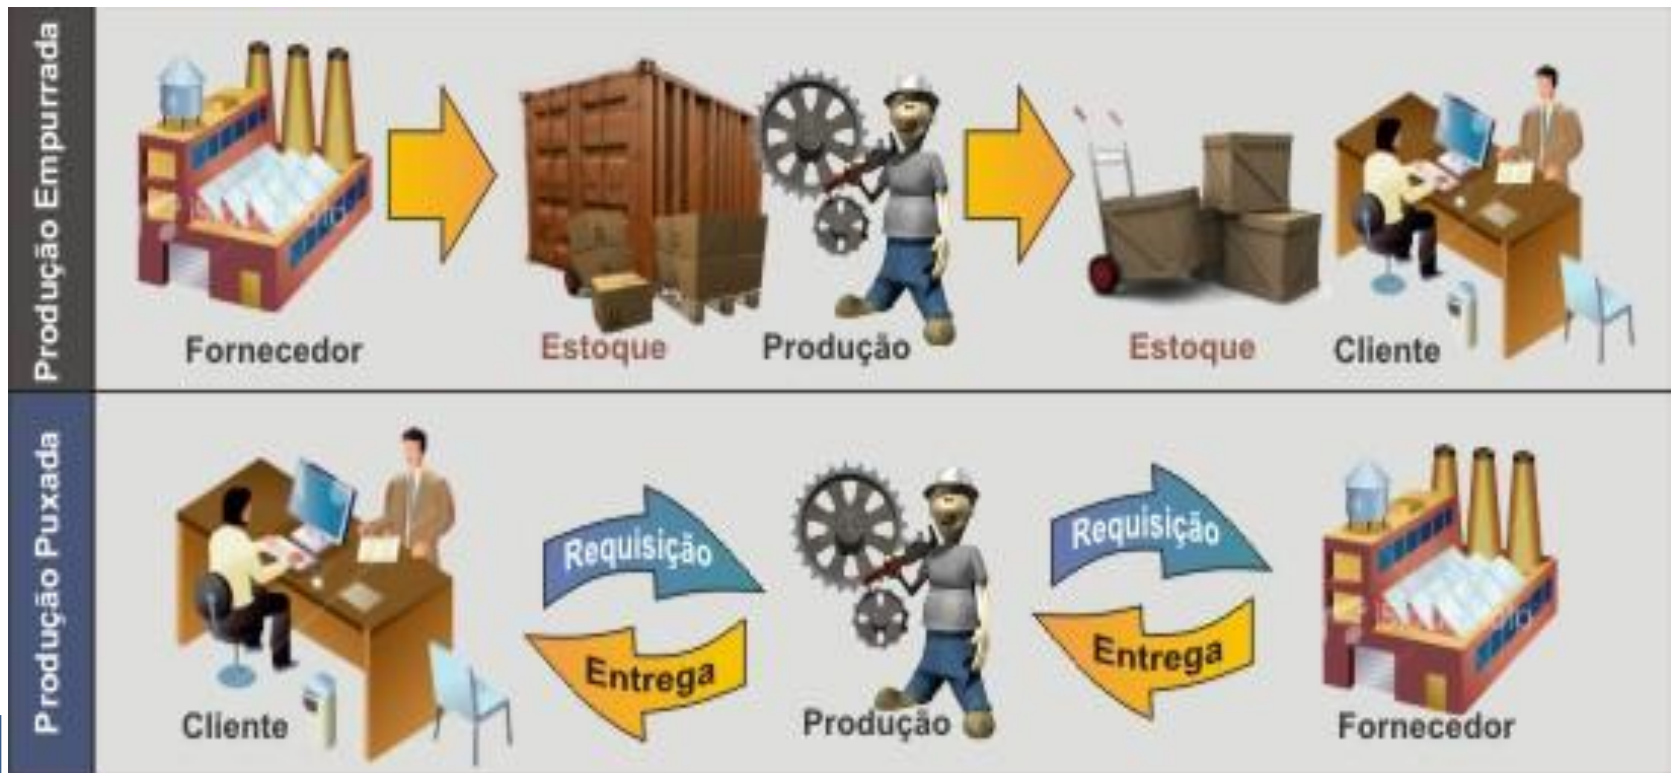 Produção Empurrada
Fornecedor
Estoque
Produção
Estoque
Cliente
Produção Puxada
Requisição
Entrega
Requisição
Entrega
Cliente
Produção
Fornecedor